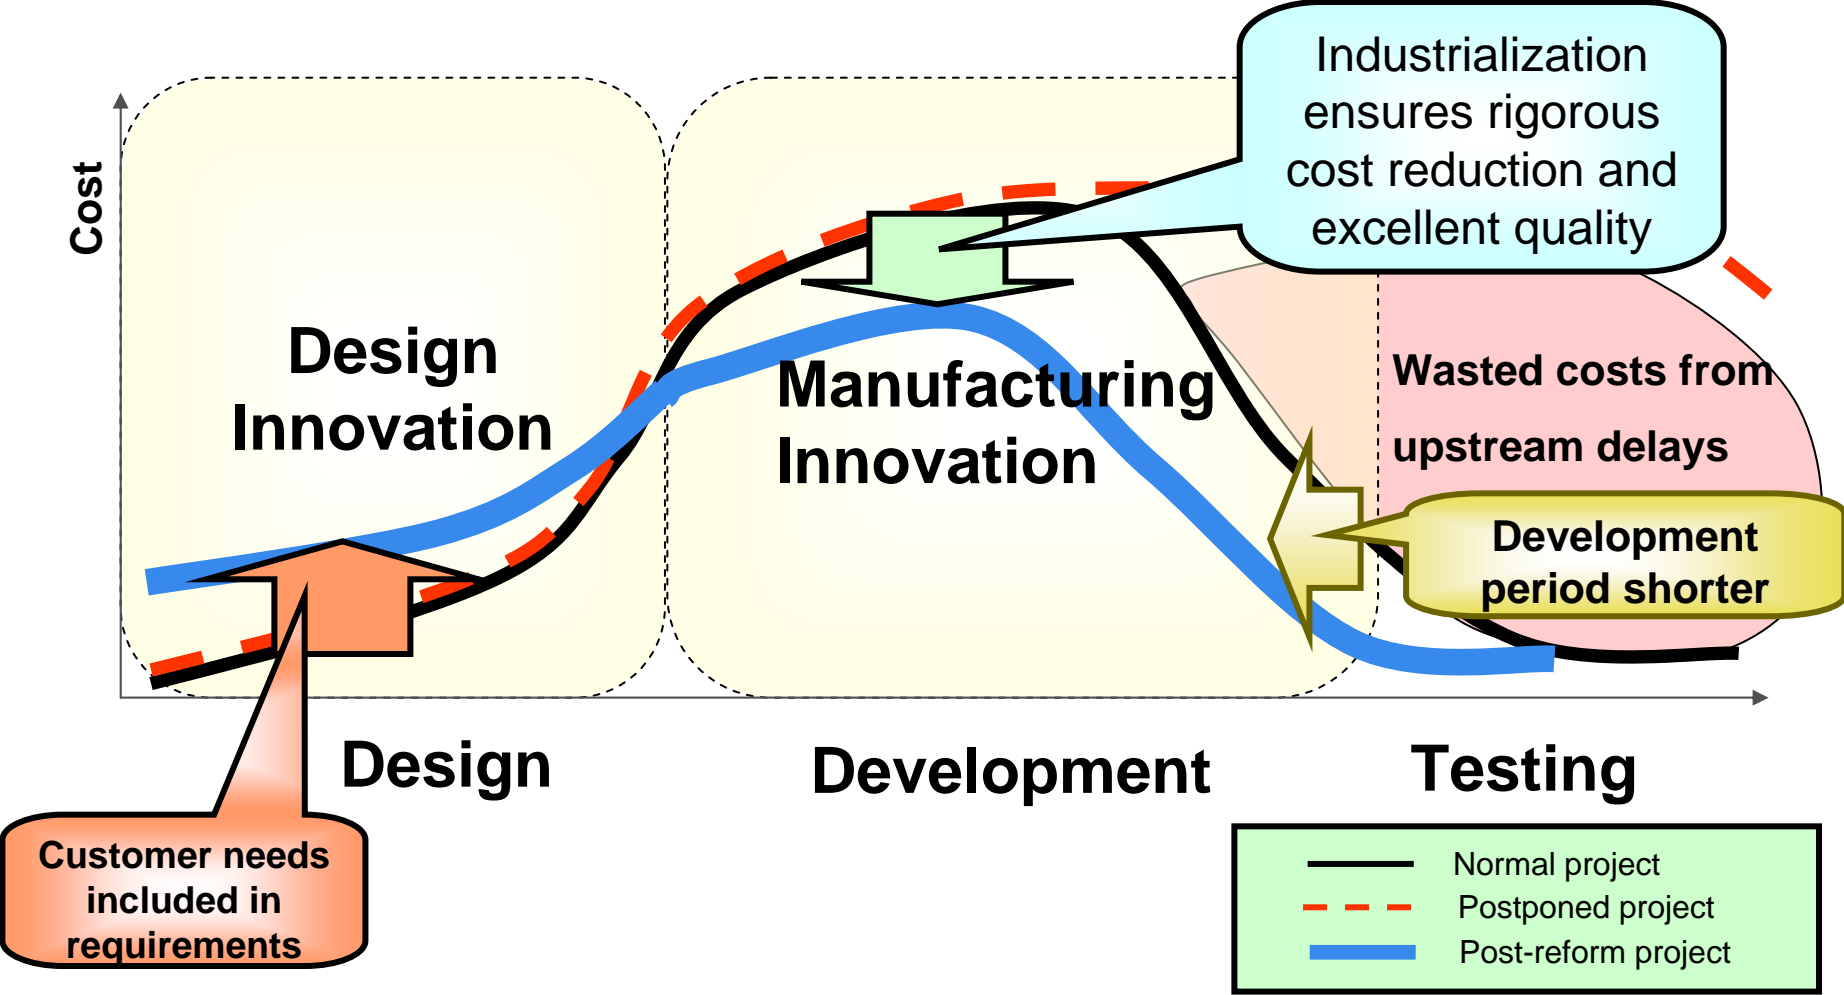 Industrialization
ensures rigorous
cost reduction and
excellent quality
Cost
Design
Innovation
Manufacturing
Innovation
Wasted costs from
upstream delays
Development
period shorter
Design
Development
Testing
Customer needs
included in
requirements
Normal project
Postponed project
Post-reform project